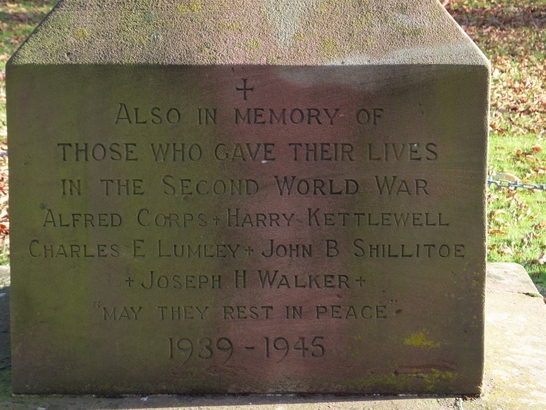 ALSO IN MEMORY OF
THOSE WHO GAVE THEIR LIVES
IN THE SECOND WORLD WAR
ALFRED CORPS + HARRY KETTLEWELL
CHARLES E LUMLEY + JOHN B SHILLITOE
+ JOSEPH H WALKER +
"MAY THEY REST IN PEACE"
1939 - 1945